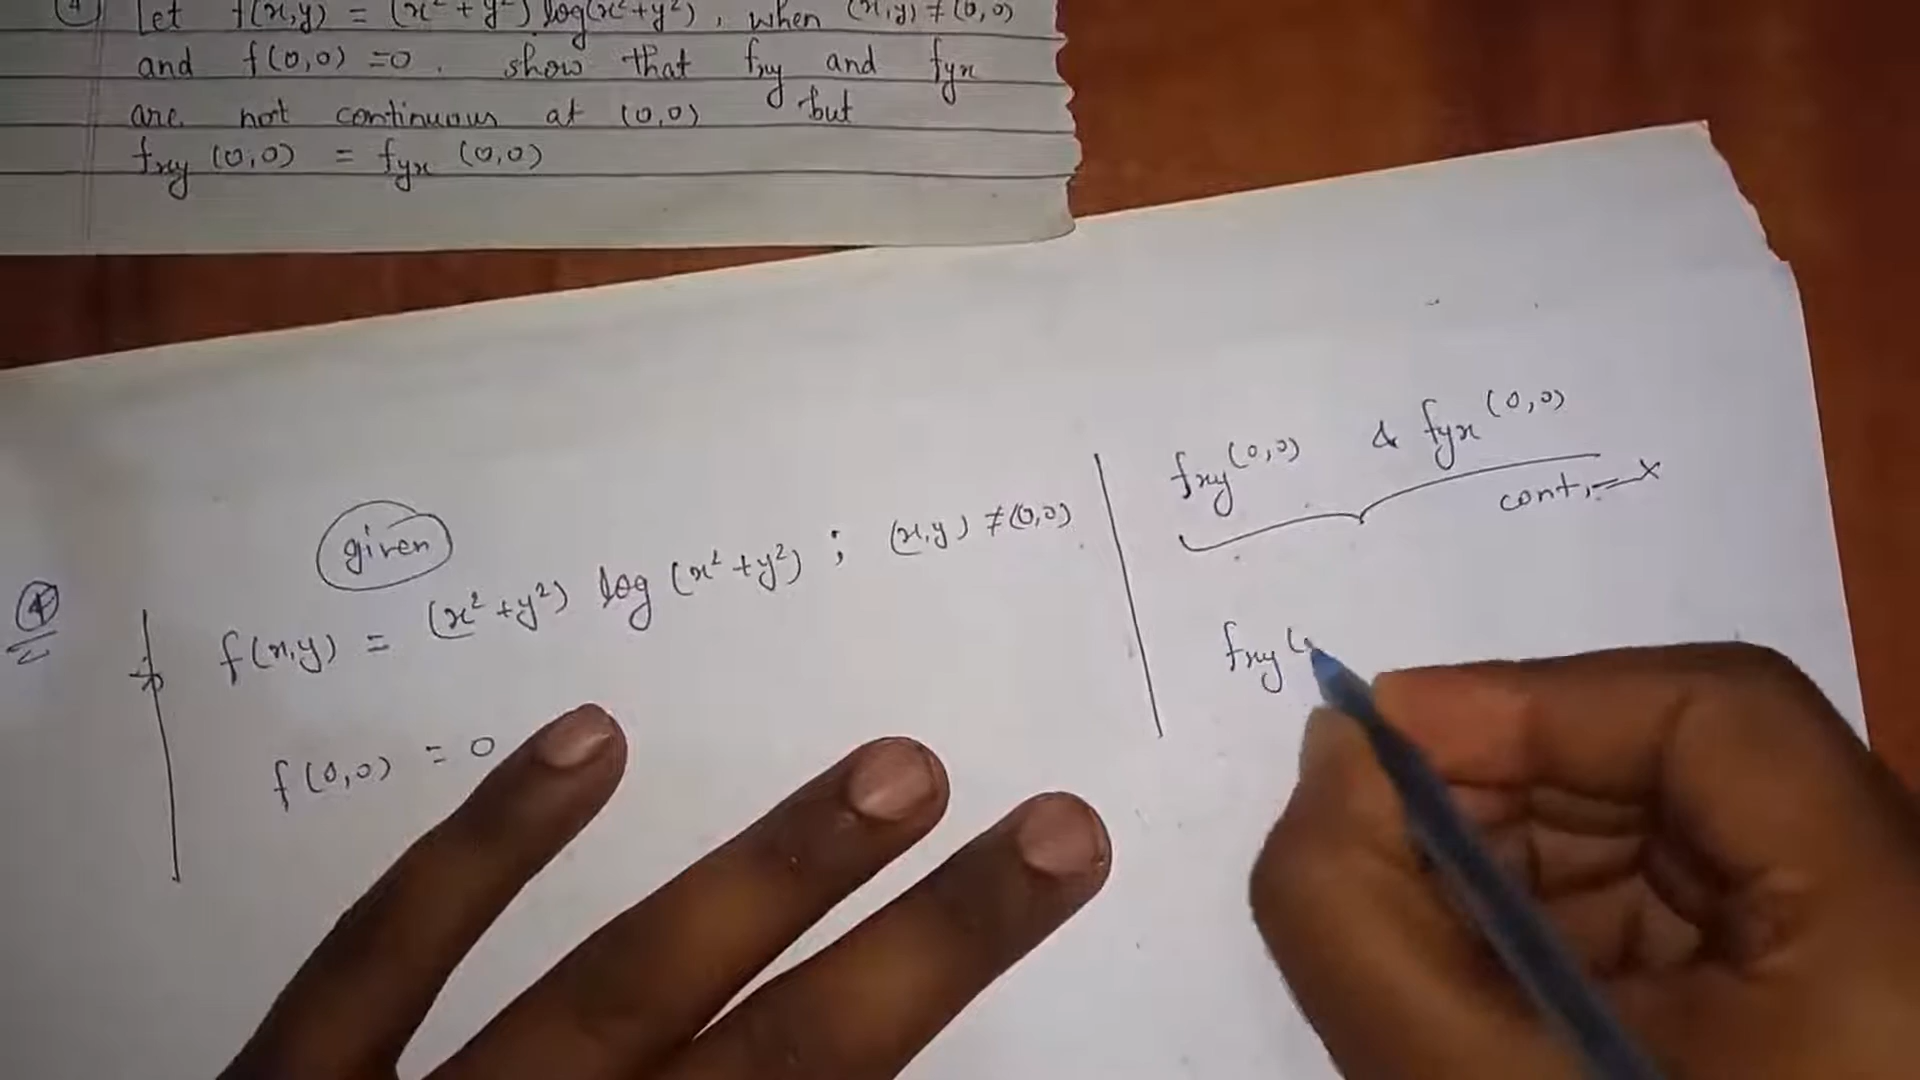 ④ Let f(x,y) = (x² + y²) log(x² + y²), when (x,y) ≠ (0,0)
and f(0,0) = 0. show that fxy and fyx
are not continuous at (0,0) but
fxy (0,0) = fyx (0,0)
given
④ f(x,y) = (x² + y²) log (x² + y²) ; (x,y) ≠ (0,0)
f(0,0) = 0
fxy (0,0) & fyx (0,0)
cont. — x
fxy (